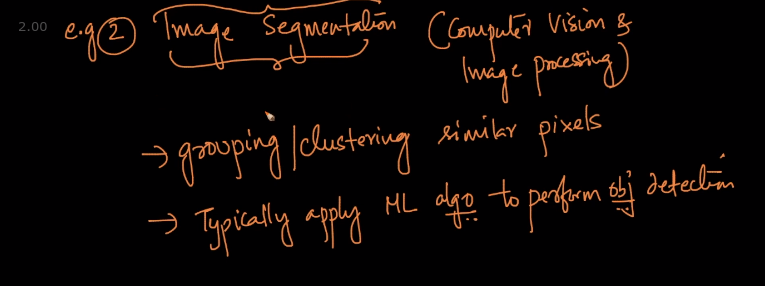 2.00
e.g ② Image Segmentation (Computer Vision &
Image processing)
→ grouping/clustering similar pixels
→ Typically apply ML algo to perform obj detection